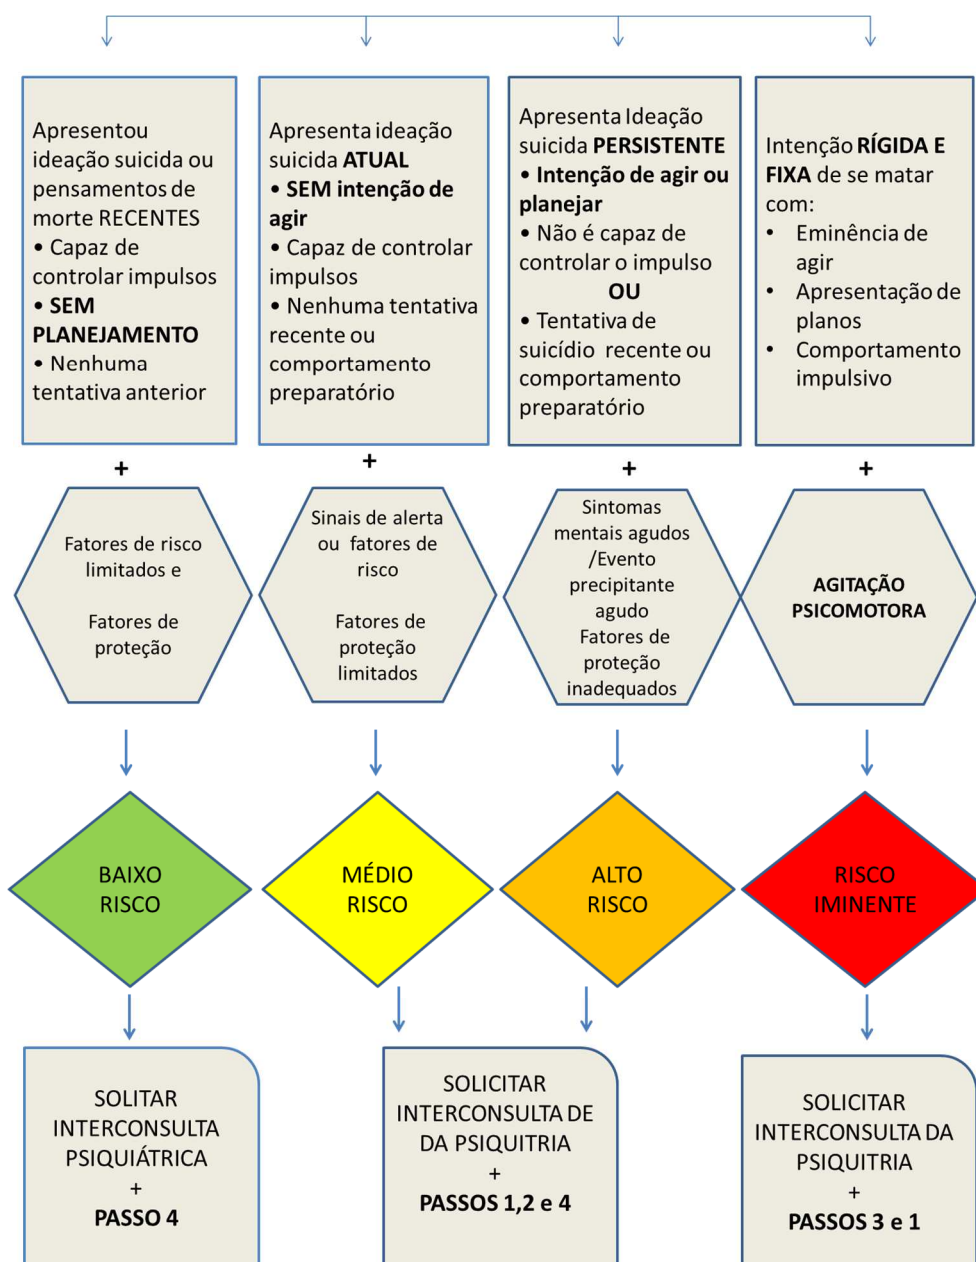 Apresentou
ideação suicida ou
pensamentos de
morte RECENTES
• Capaz de
controlar impulsos
• SEM
PLANEJAMENTO
• Nenhuma
tentativa anterior
Apresenta ideação
suicida ATUAL
• SEM intenção de
agir
• Capaz de controlar
impulsos
• Nenhuma tentativa
recente ou
comportamento
preparatório
Apresenta Ideação
suicida PERSISTENTE
• Intenção de agir ou
planejar
• Não é capaz de
controlar o impulso
OU
• Tentativa de
suicídio recente ou
comportamento
preparatório
Intenção RÍGIDA E
FIXA de se matar
com:
• Eminência de
agir
• Apresentação de
planos
• Comportamento
impulsivo
+
+
+
+
Fatores de risco
limitados e
Fatores de
proteção
Sinais de alerta
ou fatores de
risco
Fatores de
proteção
limitados
Sintomas
mentais agudos
/Evento
precipitante
agudo
Fatores de
proteção
inadequados
AGITAÇÃO
PSICOMOTORA
BAIXO
RISCO
MÉDIO
RISCO
ALTO
RISCO
RISCO
IMINENTE
SOLITAR
INTERCONSULTA
PSIQUIÁTRICA
+
PASSO 4
SOLICITAR
INTERCONSULTA DE
DA PSIQUITRIA
+
PASSOS 1,2 e 4
SOLICITAR
INTERCONSULTA DA
PSIQUITRIA
+
PASSOS 3 e 1